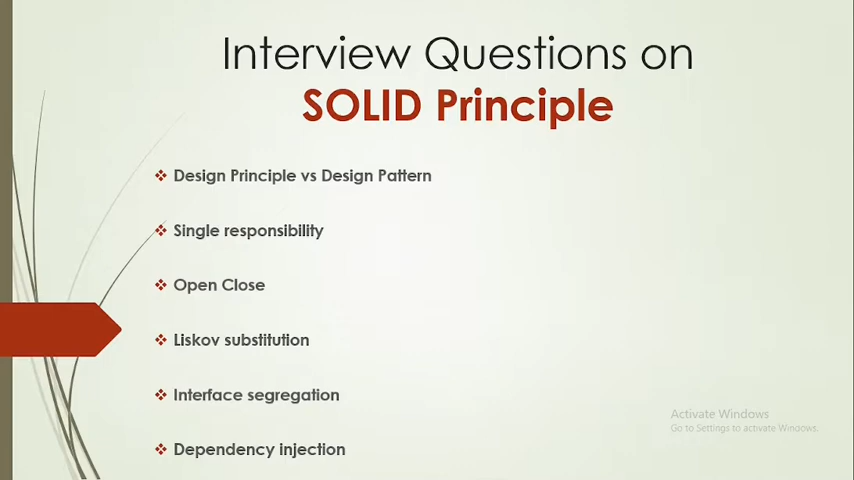 Interview Questions on
SOLID Principle
Design Principle vs Design Pattern
Single responsibility
Open Close
Liskov substitution
Interface segregation
Dependency injection
Activate Windows
Go to Settings to activate Windows.